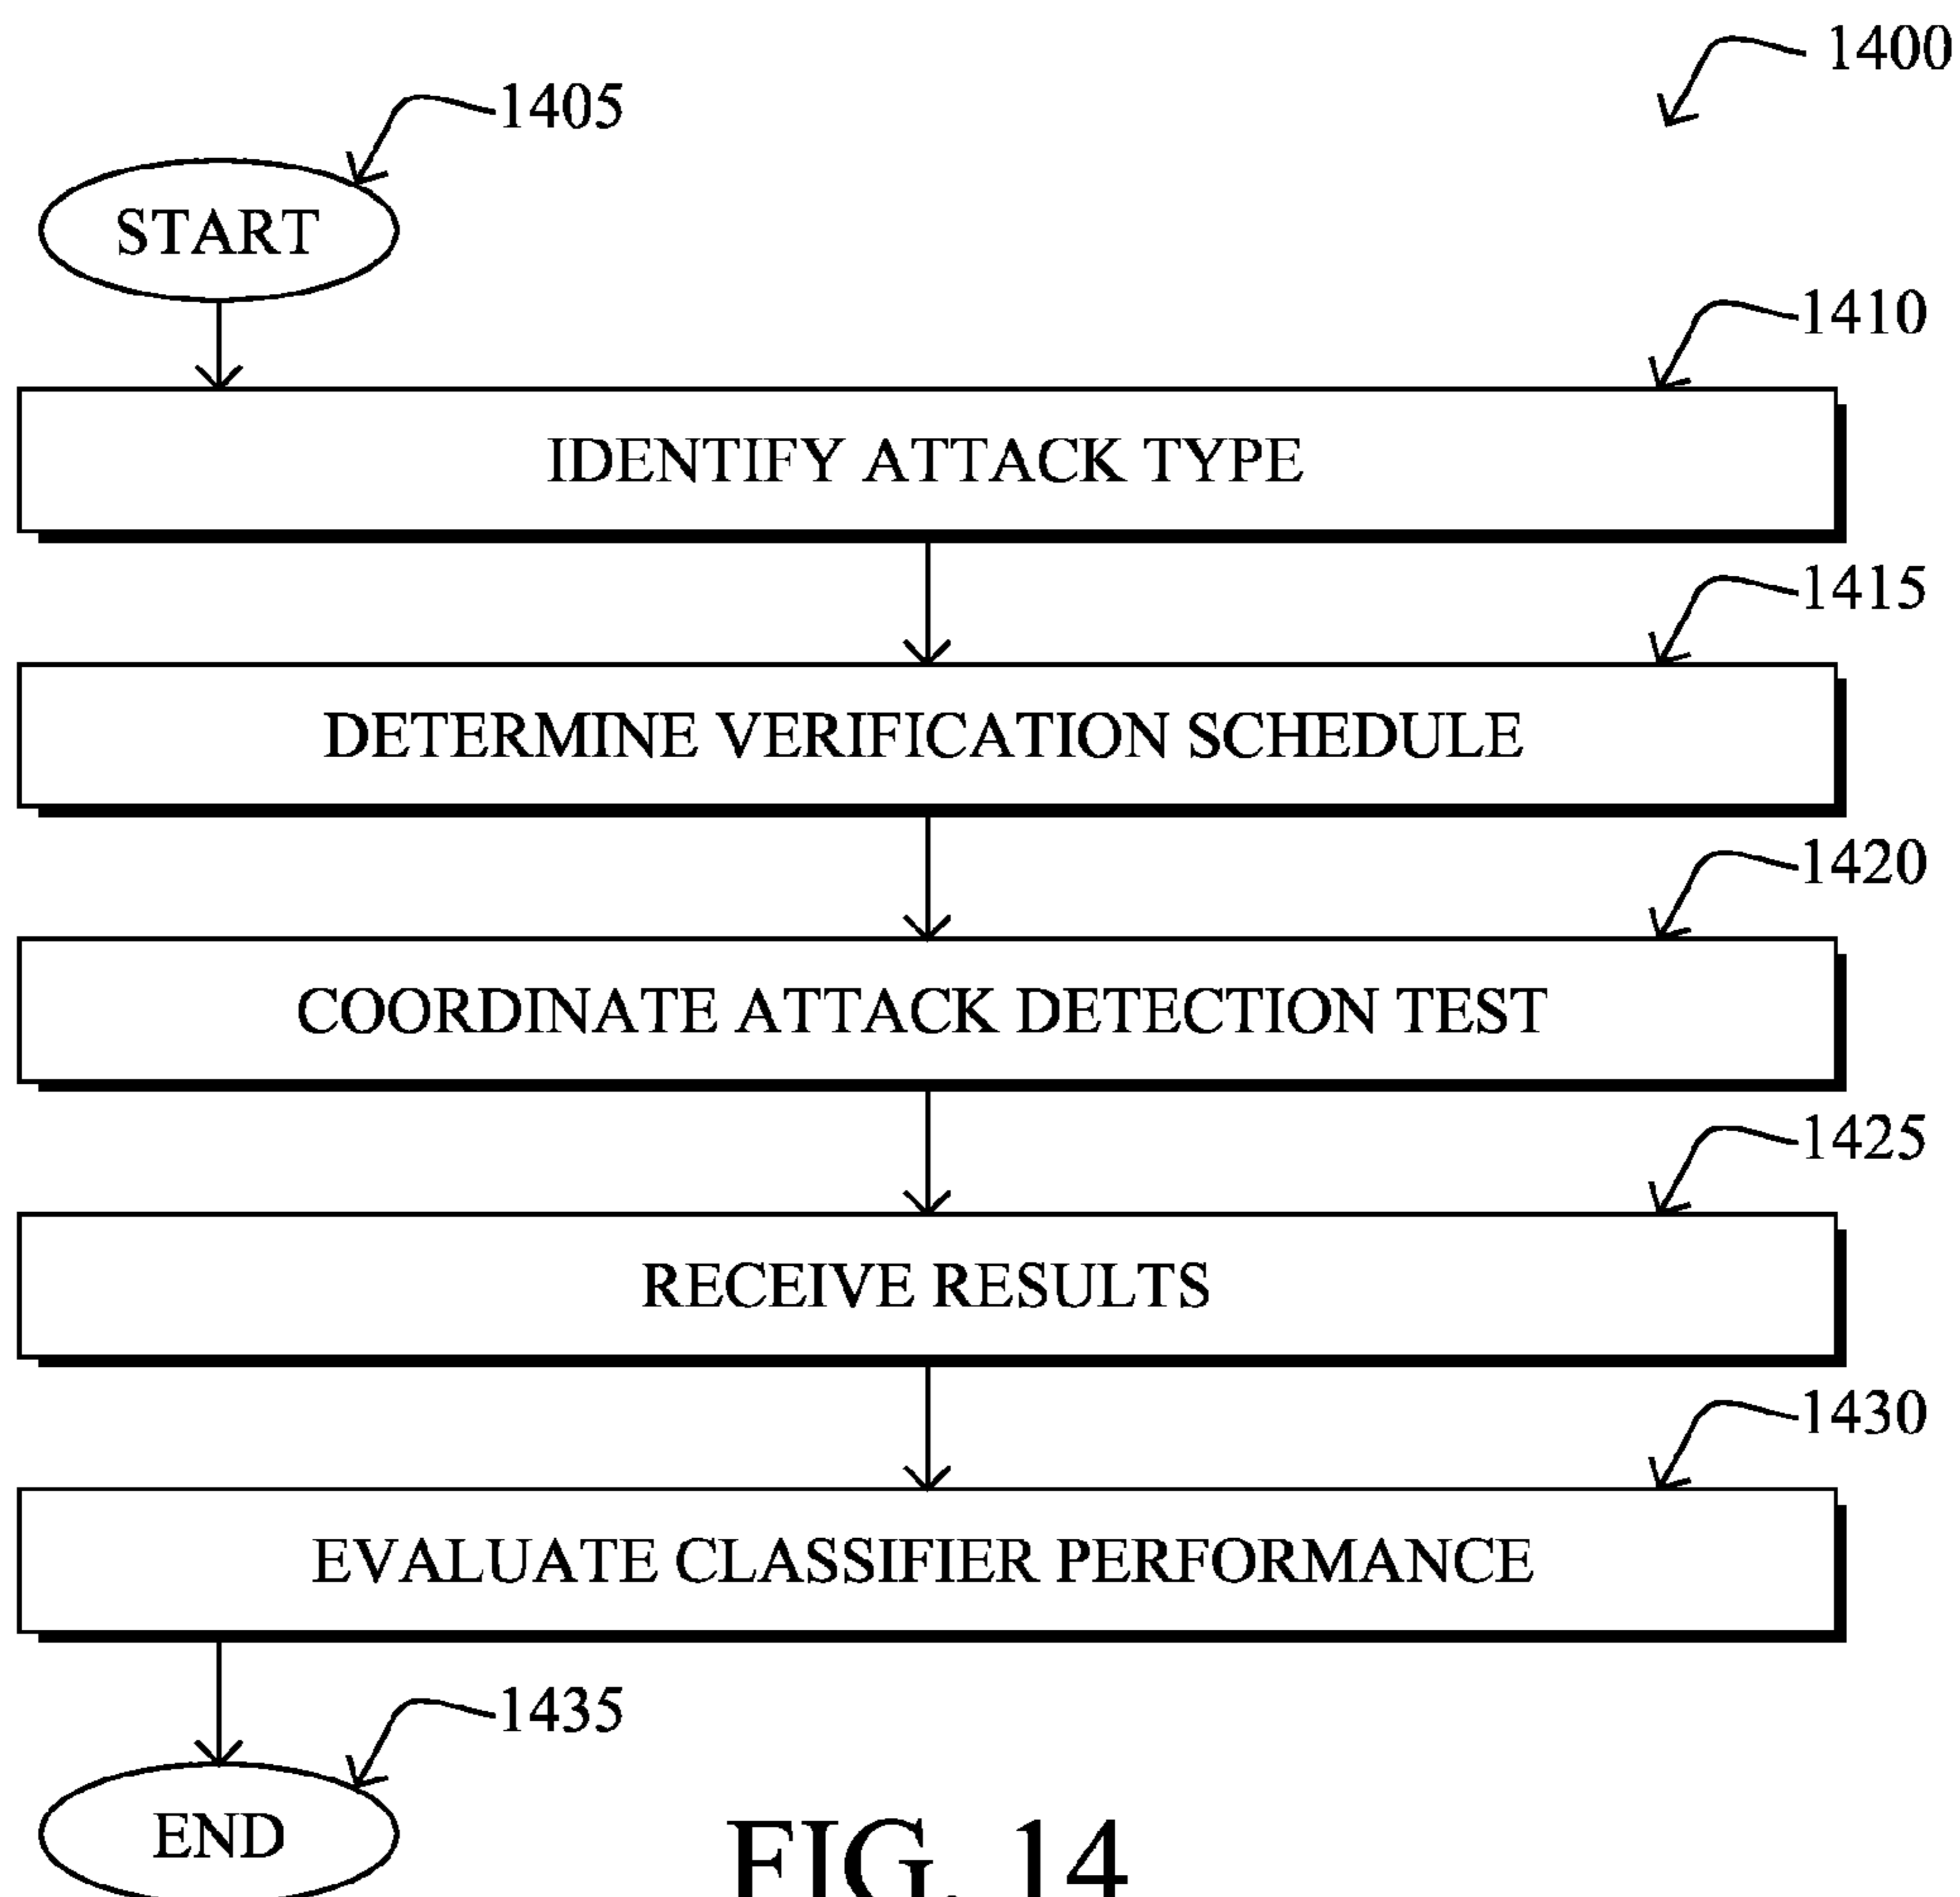 1400
1405
START
1410
IDENTIFY ATTACK TYPE
1415
DETERMINE VERIFICATION SCHEDULE
1420
COORDINATE ATTACK DETECTION TEST
1425
RECEIVE RESULTS
1430
EVALUATE CLASSIFIER PERFORMANCE
1435
END
FIG. 14